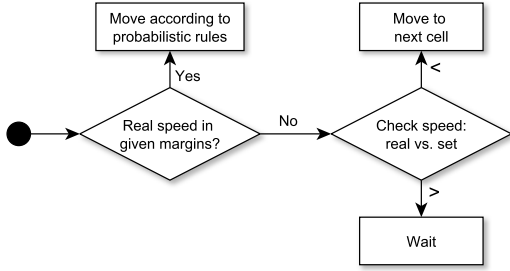 Move according to
probabilistic rules
Move to
next cell
Yes
<
Real speed in
given margins?
No
Check speed:
real vs. set
>
Wait